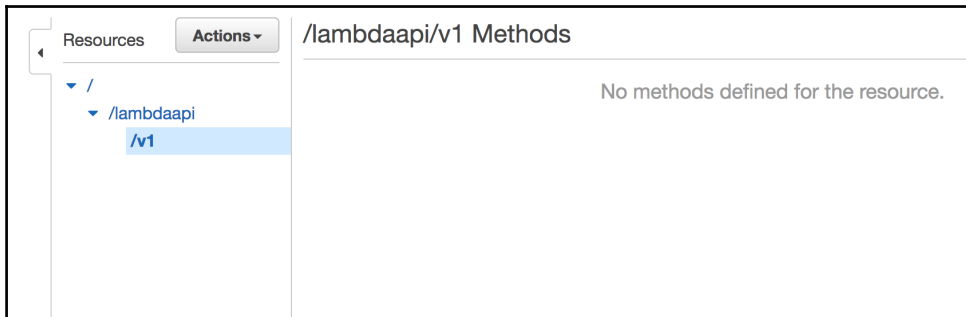 Resources
Actions
/lambdaapi/v1 Methods
/
/lambdaapi
/v1
No methods defined for the resource.